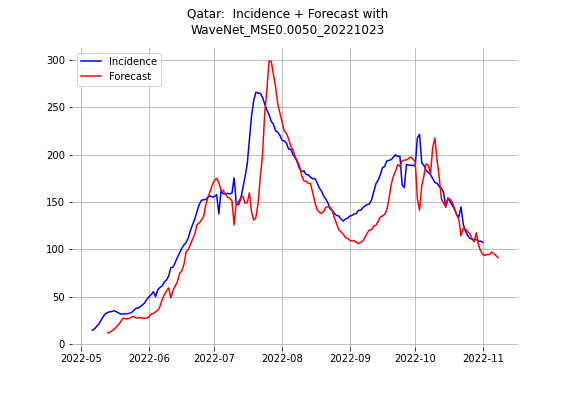 Qatar:  Incidence + Forecast with
WaveNet_MSE0.0050_20221023
Incidence
Forecast
300
250
200
150
100
50
0
2022-05 2022-06 2022-07 2022-08 2022-09 2022-10 2022-11